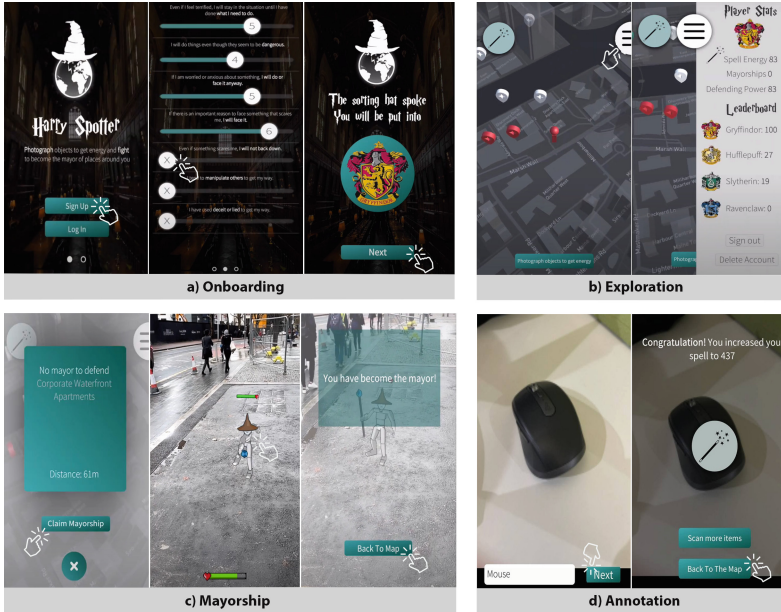 Harry Spotter
Photograph objects to get energy and fight
to become the mayor of places around you
Sign Up
Log In
Even if I feel terrified, I will stay in the situation until I have
done what I need to do.
5
I will do things even though they seem to be dangerous.
4
If I am worried or anxious about something, I will do or
face it anyway.
5
If there is an important reason to face something that scares
me, I will face it.
6
Even if something scares me, I will not back down.
X
to manipulate others to get my way.
X
I have used deceit or lied to get my way.
X
The sorting hat spoke
You will be put into
GRYFFINDOR
Next
a) Onboarding
Marsh Wall
Photograph objects to get energy
Marsh Wall
Player Stats
Spell Energy 83
Mayorships 0
Defending Power 83
Leaderboard
Gryffindor: 100
Hufflepuff: 27
Slytherin: 19
Ravenclaw: 0
Sign out
Delete Account
b) Exploration
No mayor to defend
Corporate Waterfront
Apartments
Distance: 61m
Claim Mayorship
X
You have become the mayor!
Back To Map
c) Mayorship
Mouse
Next
Congratulation! You increased you
spell to 437
Scan more items
Back To The Map
d) Annotation